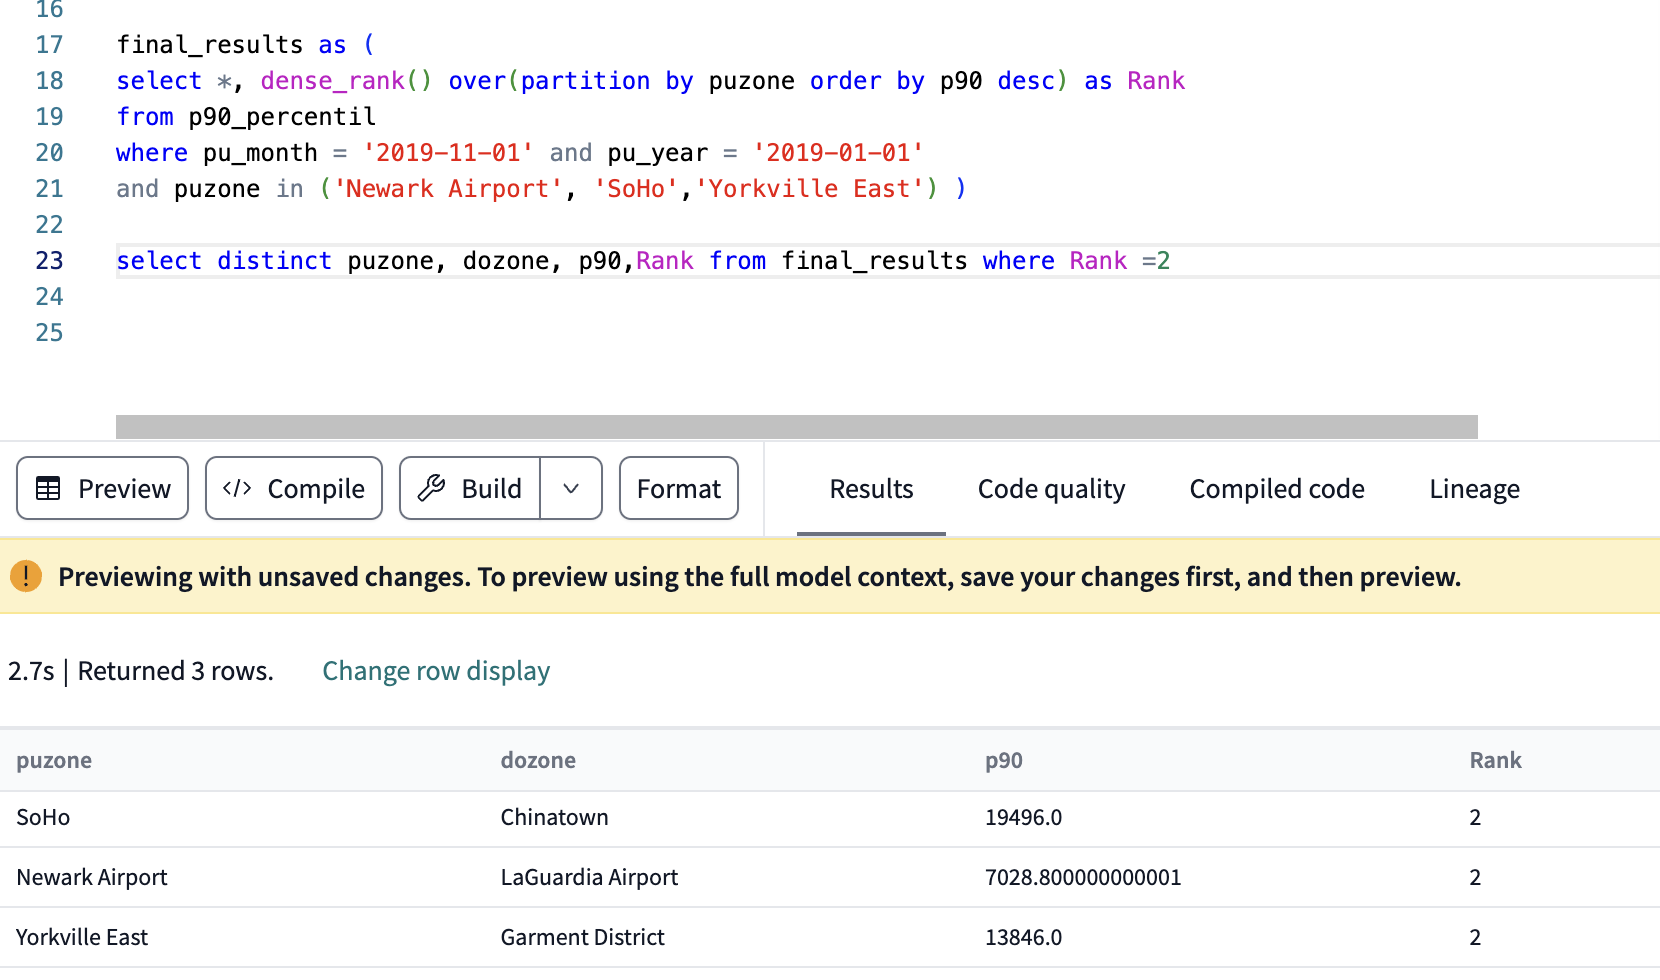 16
17 final_results as (
18 select *, dense_rank() over(partition by puzone order by p90 desc) as Rank
19 from p90_percentil
20 where pu_month = '2019-11-01' and pu_year = '2019-01-01'
21 and puzone in ('Newark Airport', 'SoHo','Yorkville East') )
22
23 select distinct puzone, dozone, p90,Rank from final_results where Rank =2
24
25
Preview </> Compile Build Format Results Code quality Compiled code Lineage
! Previewing with unsaved changes. To preview using the full model context, save your changes first, and then preview.
2.7s | Returned 3 rows. Change row display
puzone dozone p90 Rank
SoHo Chinatown 19496.0 2
Newark Airport LaGuardia Airport 7028.800000000001 2
Yorkville East Garment District 13846.0 2